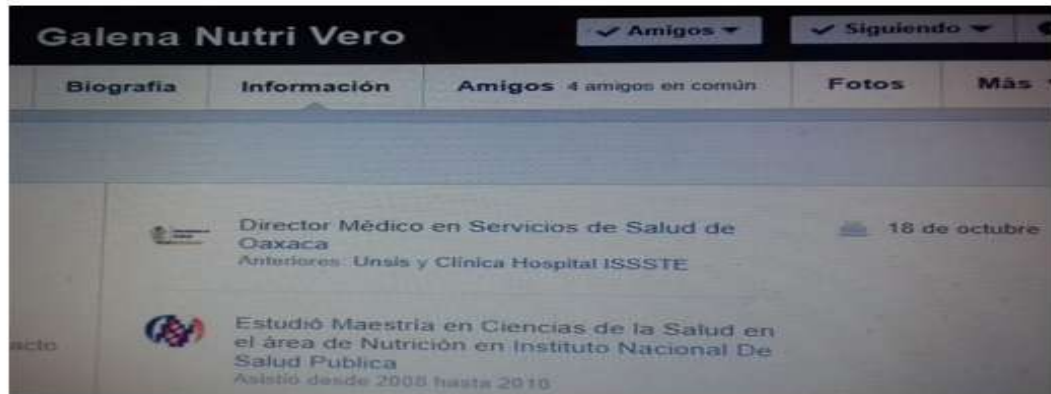 Galena Nutri Vero
✓ Amigos
✓ Siguiendo
Biografía
Información
Amigos 4 amigos en común
Fotos
Más
Director Médico en Servicios de Salud de
Oaxaca
Anteriores: Unsis y Clínica Hospital ISSSTE
18 de octubre
Estudió Maestría en Ciencias de la Salud en
el área de Nutrición en Instituto Nacional De
Salud Publica
Asistió desde 2008 hasta 2010
acto